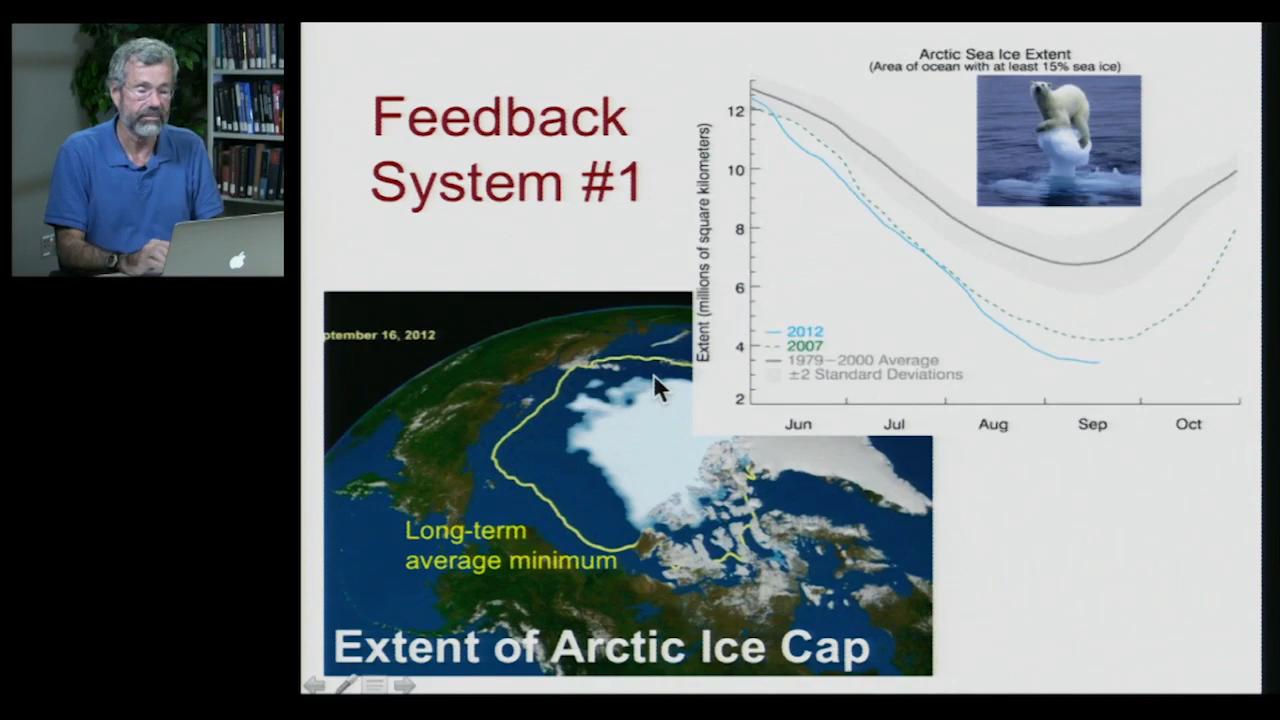 Feedback
System #1
Arctic Sea Ice Extent
(Area of ocean with at least 15% sea ice)
Extent (millions of square kilometers)
12
10
8
6
4
2
2012
2007
1979–2000 Average
±2 Standard Deviations
Jun
Jul
Aug
Sep
Oct
ptember 16, 2012
Long-term
average minimum
Extent of Arctic Ice Cap